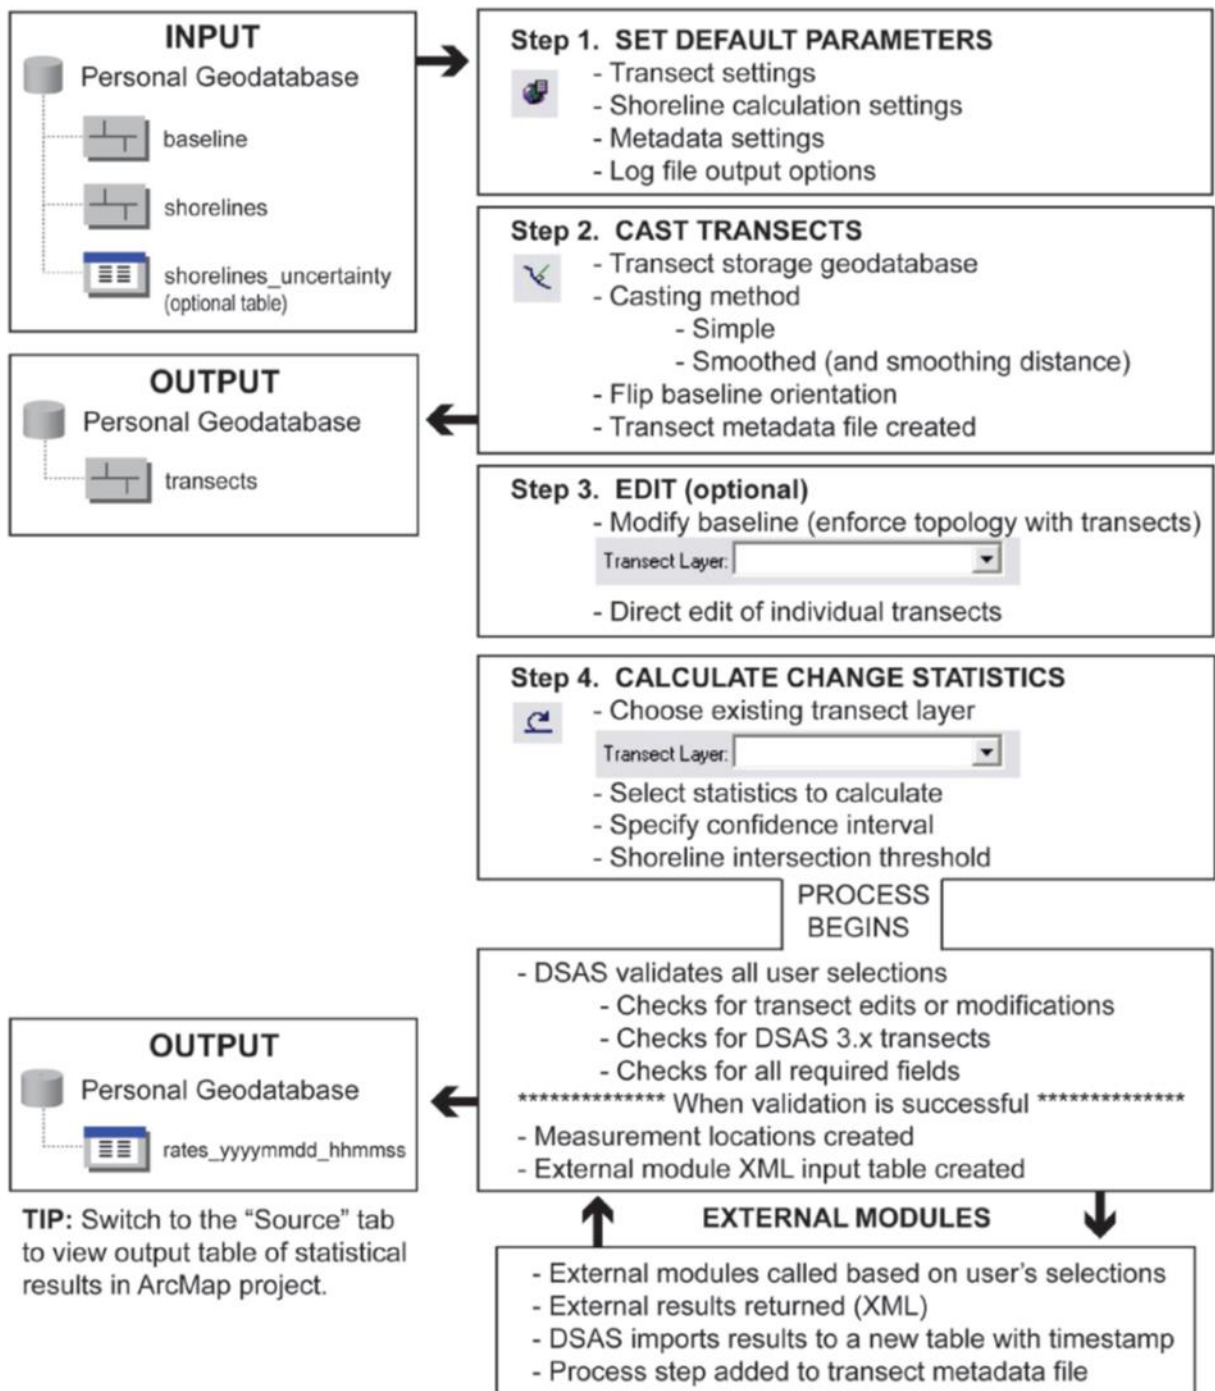 INPUT
Personal Geodatabase
baseline
shorelines
shorelines_uncertainty
(optional table)
Step 1. SET DEFAULT PARAMETERS
- Transect settings
- Shoreline calculation settings
- Metadata settings
- Log file output options
Step 2. CAST TRANSECTS
- Transect storage geodatabase
- Casting method
- Simple
- Smoothed (and smoothing distance)
- Flip baseline orientation
- Transect metadata file created
OUTPUT
Personal Geodatabase
transects
Step 3. EDIT (optional)
- Modify baseline (enforce topology with transects)
Transect Layer:
- Direct edit of individual transects
Step 4. CALCULATE CHANGE STATISTICS
- Choose existing transect layer
Transect Layer:
- Select statistics to calculate
- Specify confidence interval
- Shoreline intersection threshold
PROCESS
BEGINS
- DSAS validates all user selections
- Checks for transect edits or modifications
- Checks for DSAS 3.x transects
- Checks for all required fields
************** When validation is successful **************
- Measurement locations created
- External module XML input table created
OUTPUT
Personal Geodatabase
rates_yyyymmdd_hhmmss
TIP: Switch to the “Source” tab
to view output table of statistical
results in ArcMap project.
EXTERNAL MODULES
- External modules called based on user’s selections
- External results returned (XML)
- DSAS imports results to a new table with timestamp
- Process step added to transect metadata file